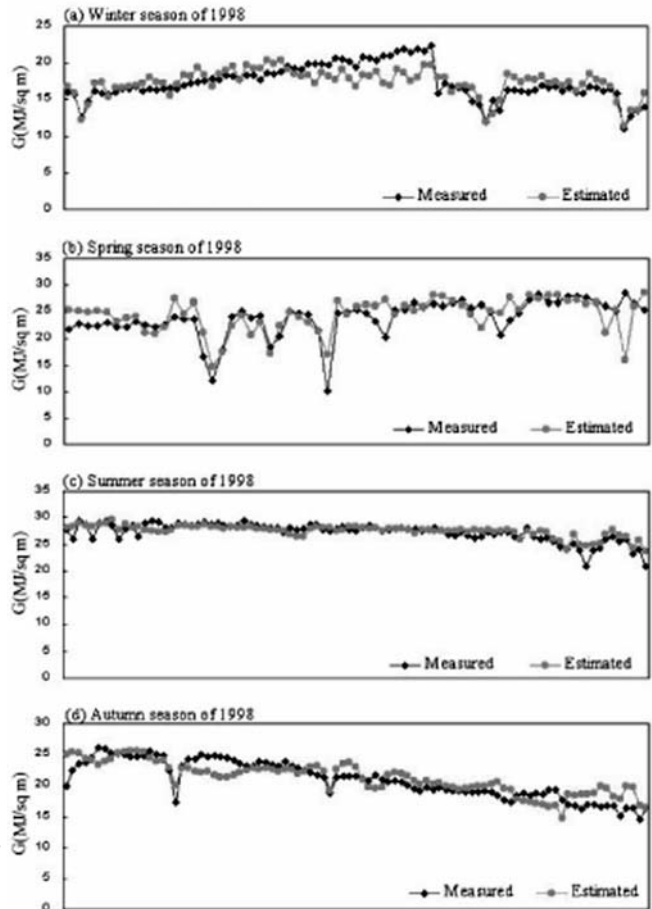 (a) Winter season of 1998
25
20
15
10
5
0
G(MJ/sq m)
Measured Estimated
(b) Spring season of 1998
35
30
25
20
15
10
5
0
G(MJ/sq m)
Measured Estimated
(c) Summer season of 1998
35
30
25
20
15
10
5
0
G(MJ/sq m)
Measured Estimated
(d) Autumn season of 1998
30
25
20
15
10
5
0
G(MJ/sq m)
Measured Estimated